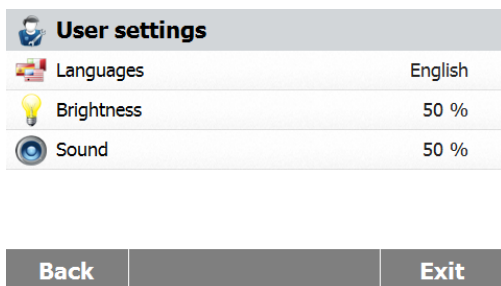 User settings
Languages English
Brightness 50 %
Sound 50 %
Back Exit